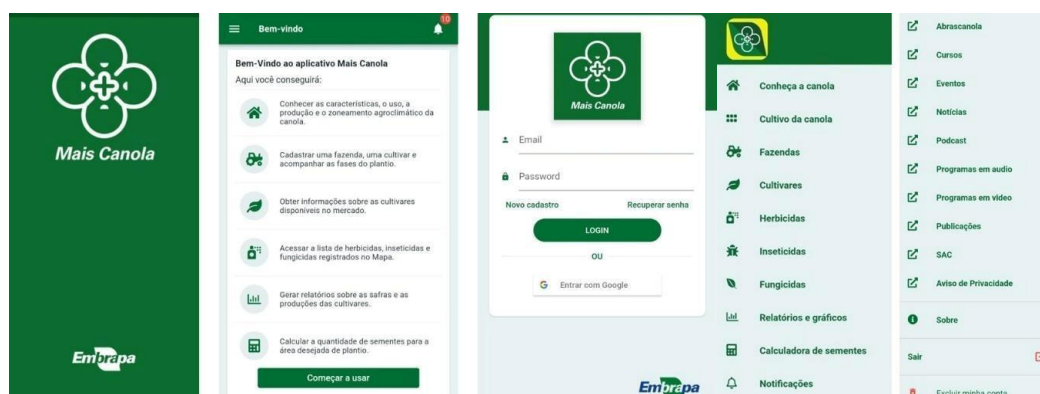 Mais Canola
Embrapa
Bem-vindo
10
Bem-Vindo ao aplicativo Mais Canola
Aqui você conseguirá:
Conhecer as características, o uso, a
produção e o zoneamento agroclimático da
canola.
Cadastrar uma fazenda, uma cultivar e
acompanhar as fases do plantio.
Obter informações sobre as cultivares
disponíveis no mercado.
Acessar a lista de herbicidas, inseticidas e
fungicidas registrados no Mapa.
Gerar relatórios sobre as safras e as
produções das cultivares.
Calcular a quantidade de sementes para a
área desejada de plantio.
Começar a usar
Mais Canola
Email
Password
Novo cadastro Recuperar senha
LOGIN
OU
Entrar com Google
Embrapa
Conheça a canola
Cultivo da canola
Fazendas
Cultivares
Herbicidas
Inseticidas
Fungicidas
Relatórios e gráficos
Calculadora de sementes
Notificações
Abrascanola
Cursos
Eventos
Notícias
Podcast
Programas em audio
Programas em video
Publicações
SAC
Aviso de Privacidade
Sobre
Sair
Excluir minha conta